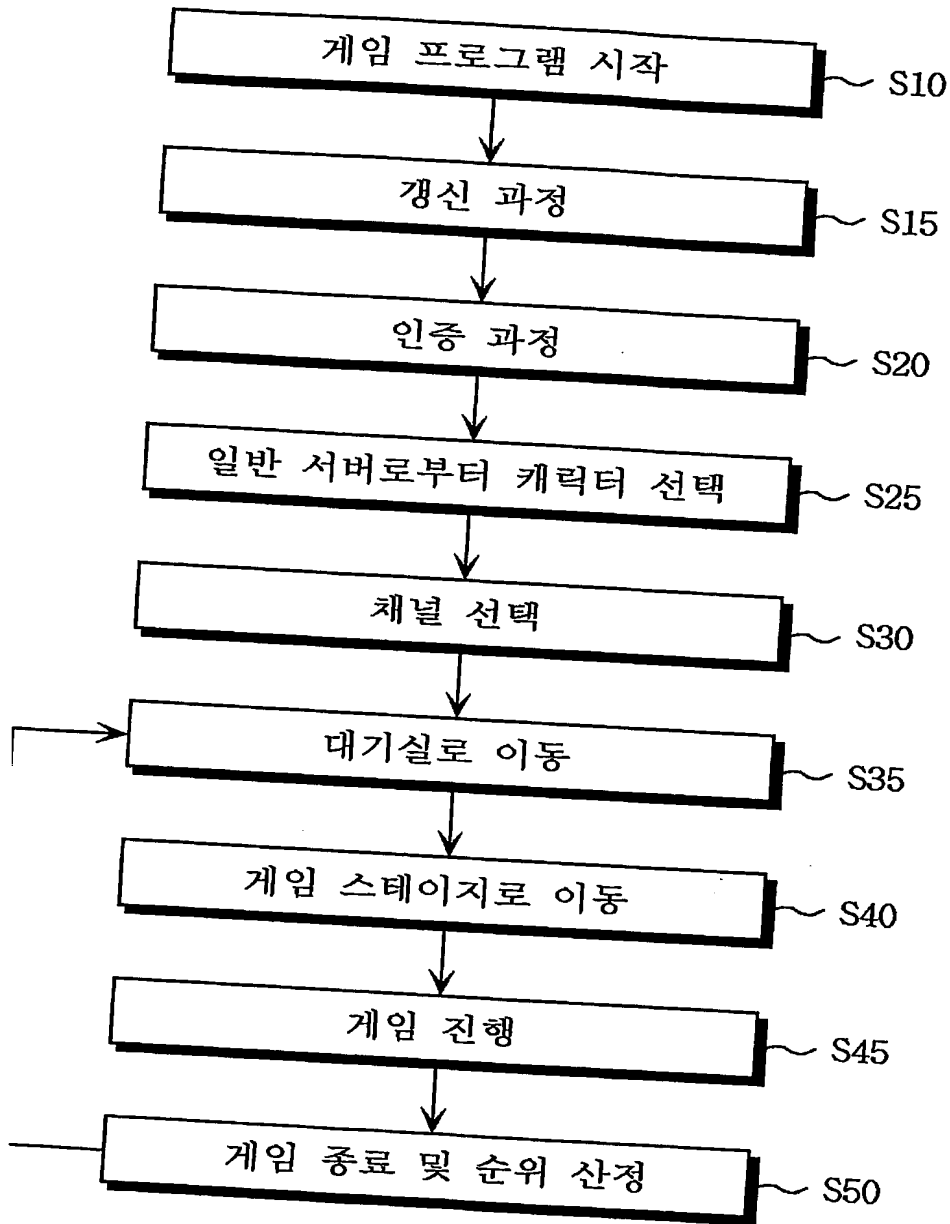 게임 프로그램 시작
S10
갱신 과정
S15
인증 과정
S20
일반 서버로부터 캐릭터 선택
S25
채널 선택
S30
대기실로 이동
S35
게임 스테이지로 이동
S40
게임 진행
S45
게임 종료 및 순위 산정
S50